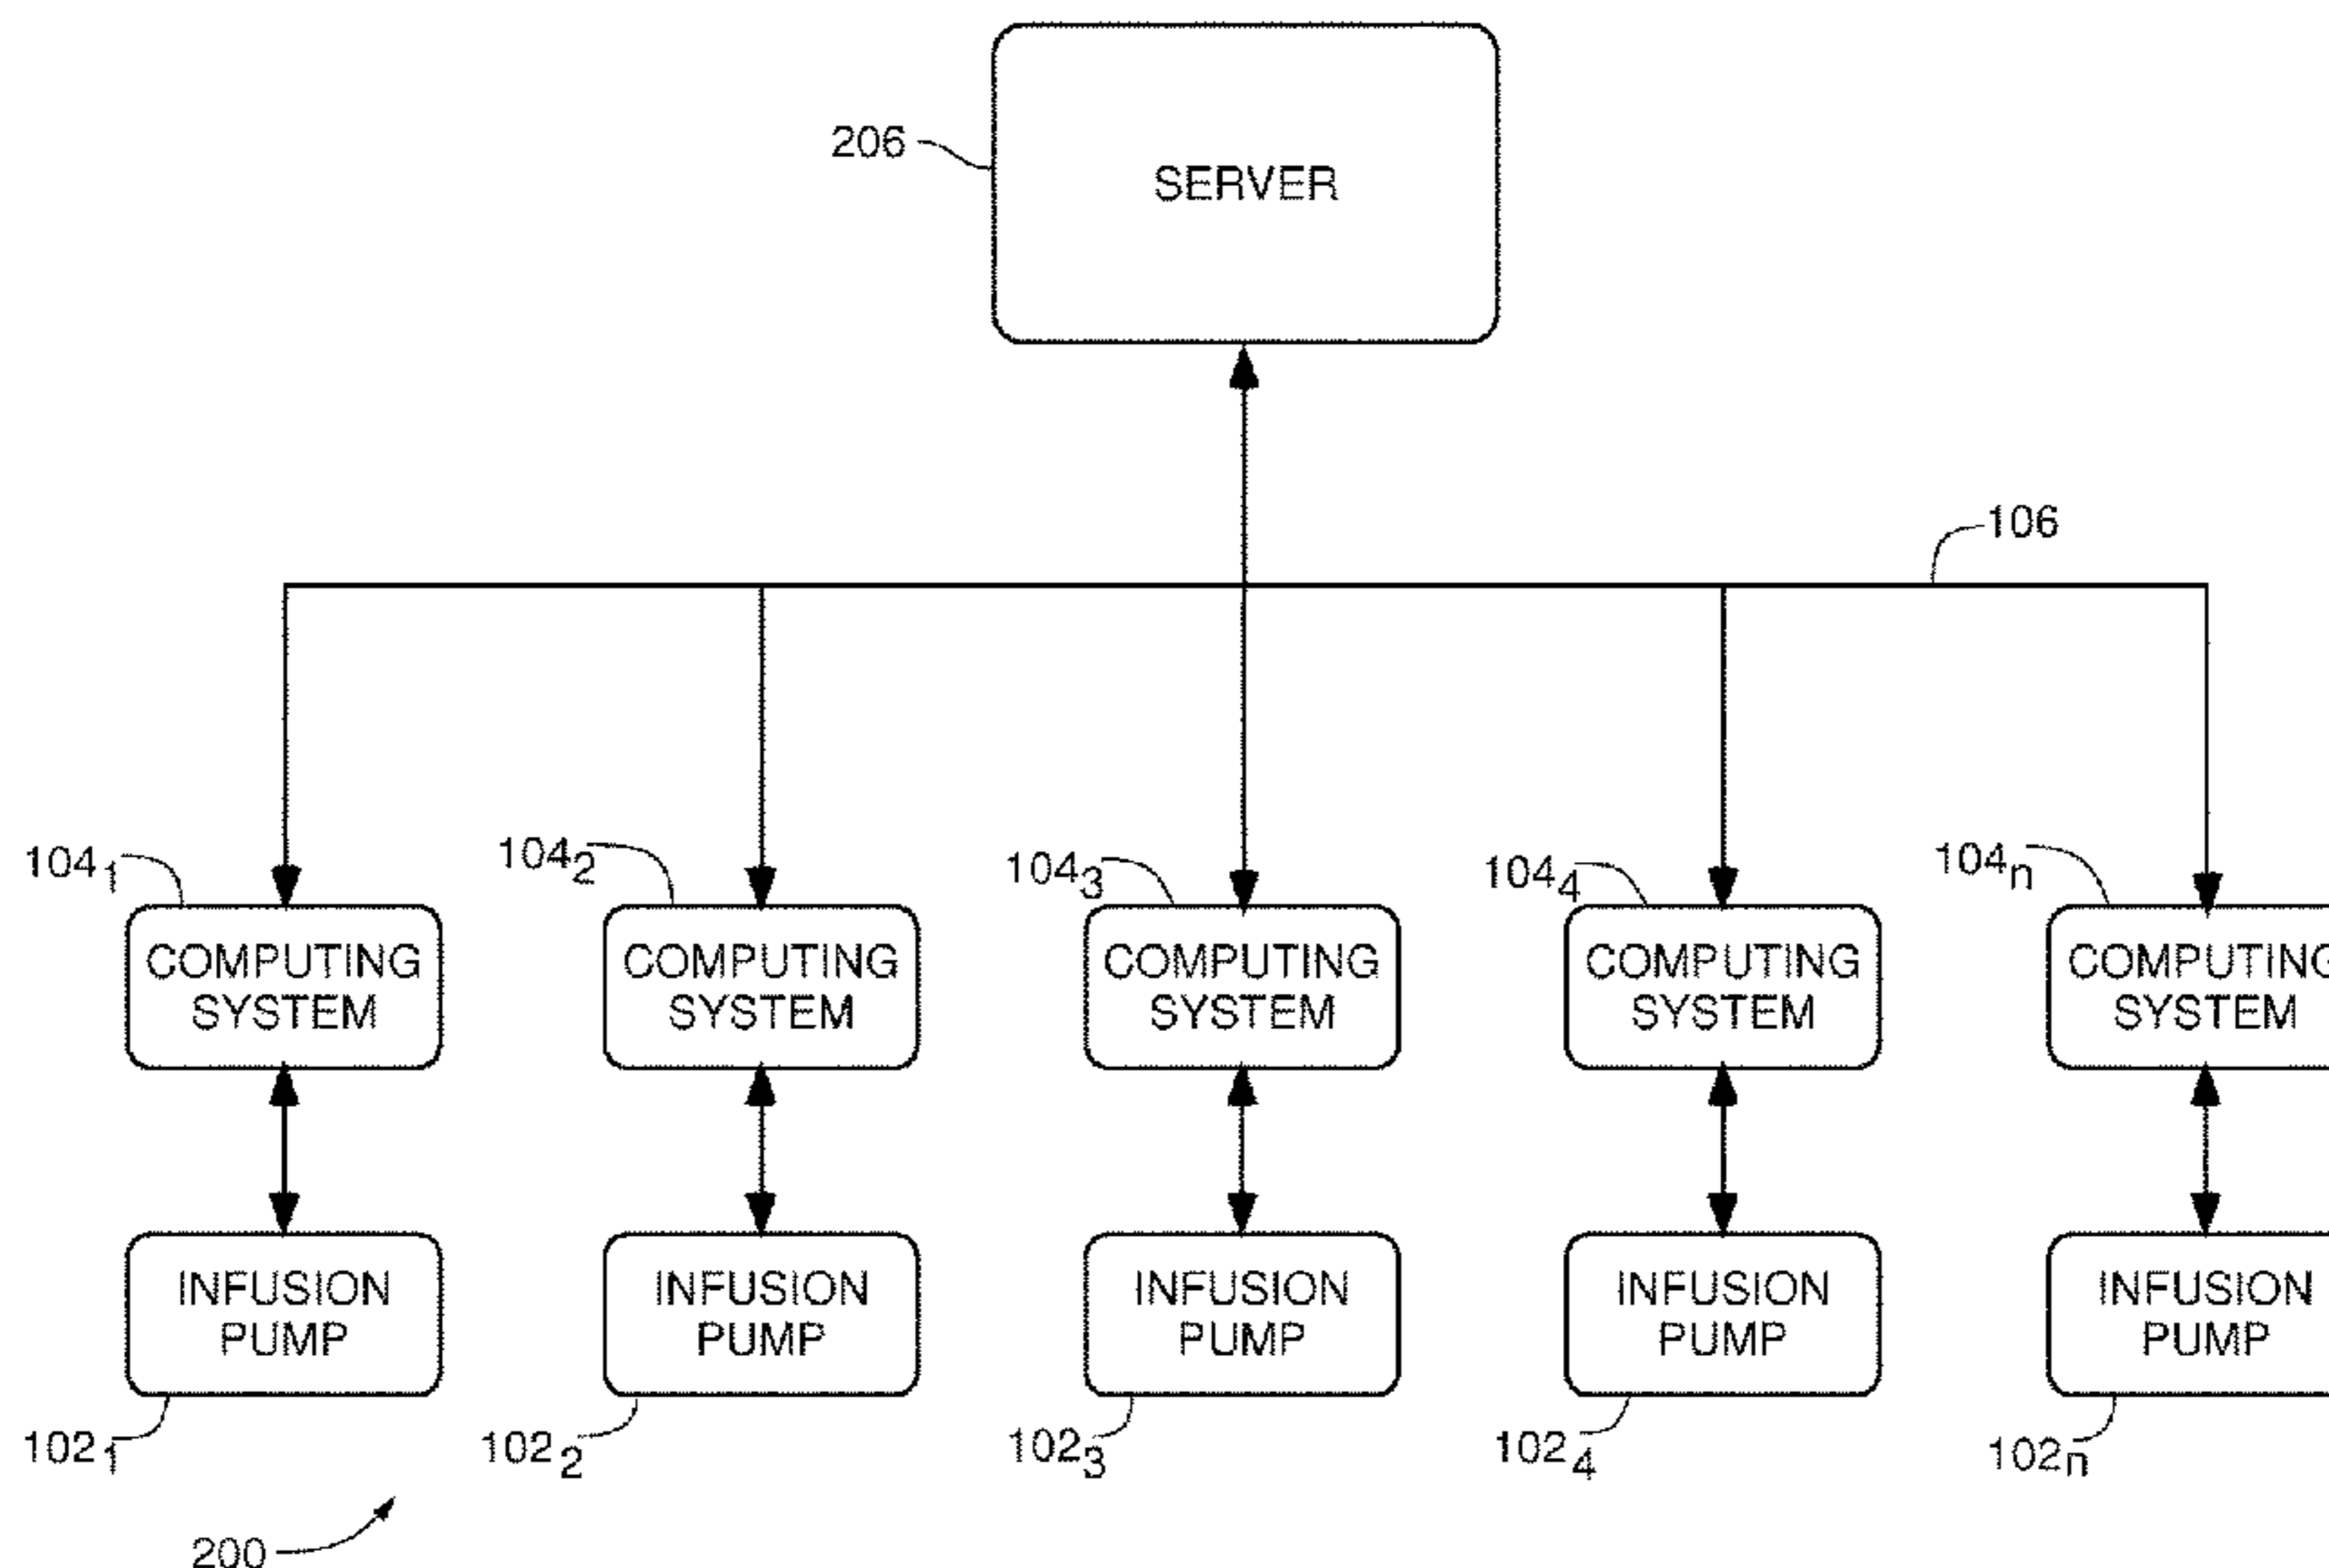 206
SERVER
106
104₁
104₂
104₃
104₄
104ₙ
COMPUTING
SYSTEM
COMPUTING
SYSTEM
COMPUTING
SYSTEM
COMPUTING
SYSTEM
COMPUTING
SYSTEM
INFUSION
PUMP
INFUSION
PUMP
INFUSION
PUMP
INFUSION
PUMP
INFUSION
PUMP
102₁
102₂
102₃
102₄
102ₙ
200